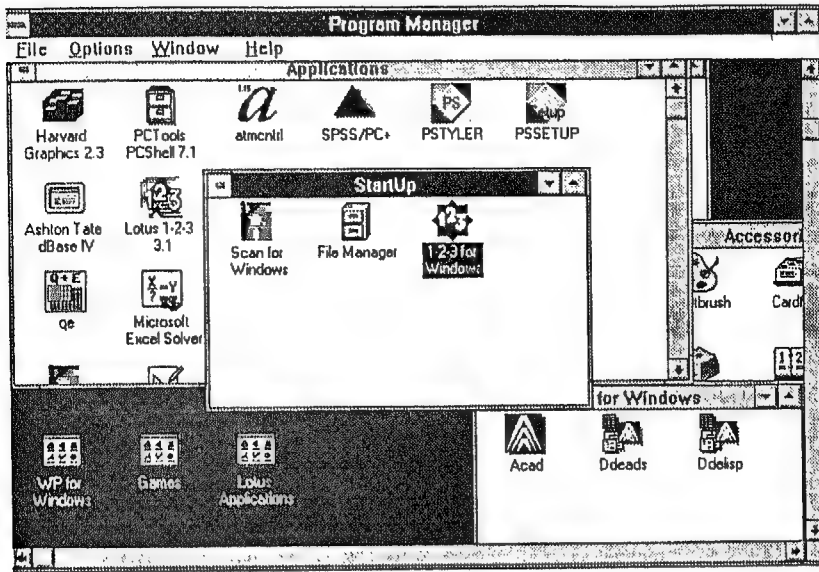 Program Manager
File Options Window Help
Applications
Harvard
Graphics 2.3
PCTools
PCShell 7.1
a
atmcntrl
SPSS/PC+
PS
PSTYLER
PSSETUP
StartUp
Ashton Tate
dBase IV
Lotus 1-2-3
3.1
Scan for
Windows
File Manager
123
1-2-3 for
Windows
Accessori
tbrush
Cardf
Q+E
qe
X=Y
?
Microsoft
Excel Solver
12
for Windows
WP for
Windows
Games
Lotus
Applications
Acad
Ddeads
Ddelisp